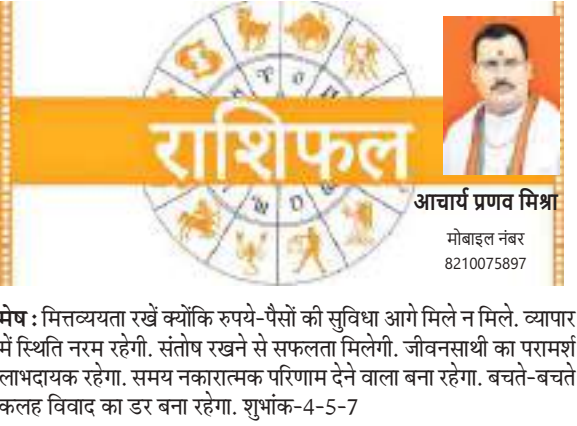 राशिफल
आचार्य प्रणव मिश्रा
मोबाइल नंबर
8210075897
मेष : मित्तव्ययता रखें क्योंकि रुपये-पैसों की सुविधा आगे मिले न मिले. व्यापार
में स्थिति नरम रहेगी. संतोष रखने से सफलता मिलेगी. जीवनसाथी का परामर्श
लाभदायक रहेगा. समय नकारात्मक परिणाम देने वाला बना रहेगा. बचते-बचते
कलह विवाद का डर बना रहेगा. शुभांक-4-5-7